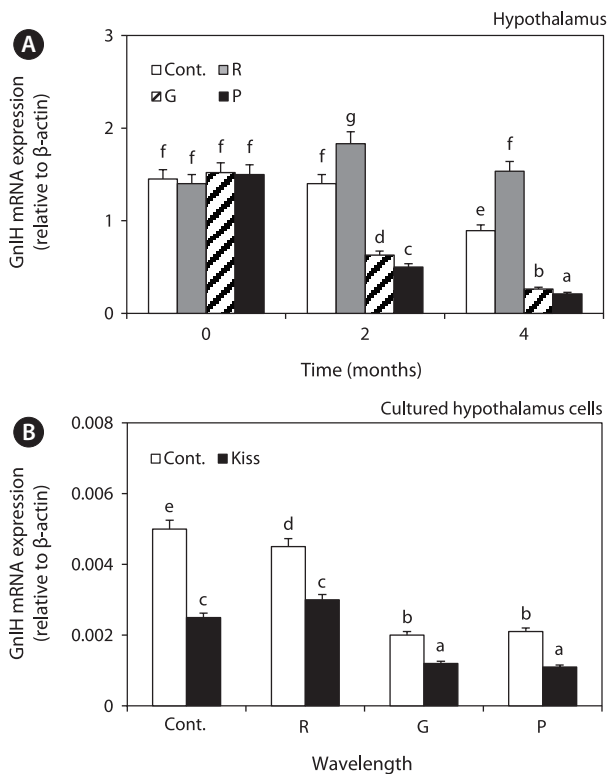 Hypothalamus
A
GnIH mRNA expression
(relative to β-actin)
3
2
1
0
Cont. R
G P
f f f f
f g d c
e f b a
0 2 4
Time (months)
Cultured hypothalamus cells
B
GnIH mRNA expression
(relative to β-actin)
0.008
0.006
0.004
0.002
0
Cont. Kiss
e c d c b a b a
Cont. R G P
Wavelength